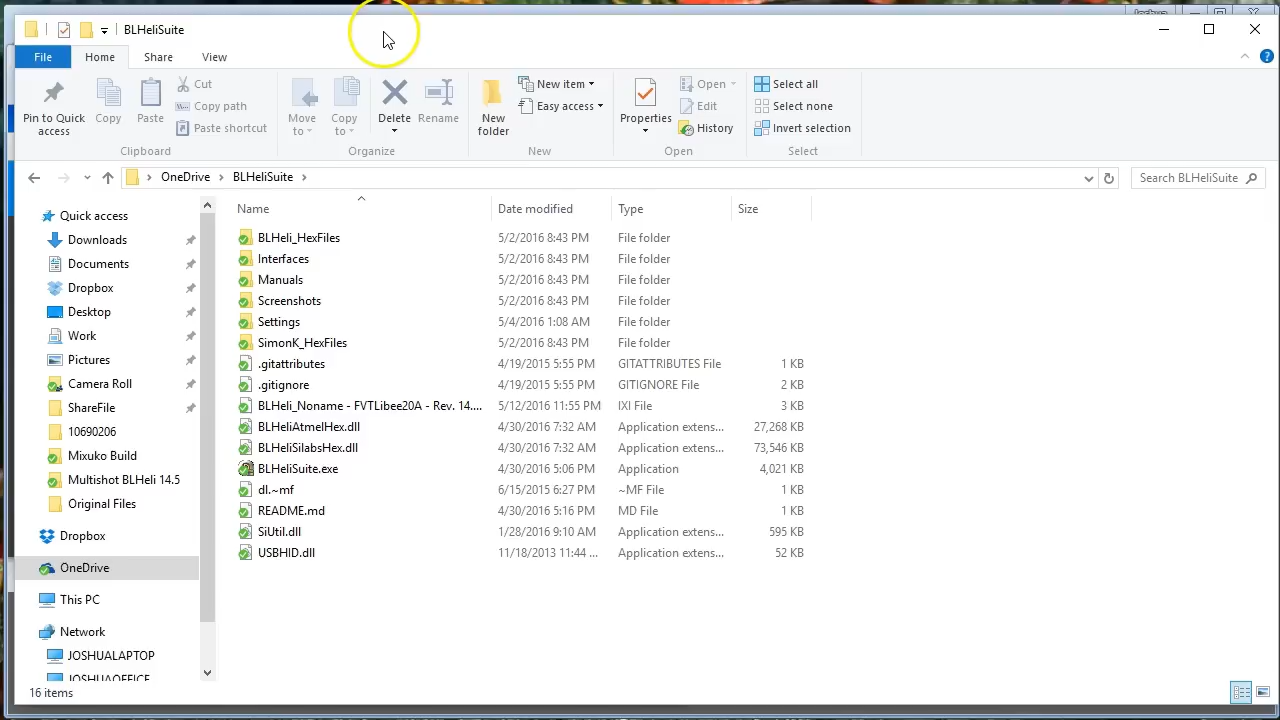 BLHeliSuite
File Home Share View
Pin to Quick access
Copy
Paste
Cut
Copy path
Paste shortcut
Clipboard
Move to
Copy to
Delete
Rename
Organize
New folder
New item
Easy access
New
Properties
Open
Edit
History
Open
Select all
Select none
Invert selection
Select
OneDrive BLHeliSuite
Search BLHeliSuite
Quick access
Downloads
Documents
Dropbox
Desktop
Work
Pictures
Camera Roll
ShareFile
10690206
Mixuko Build
Multishot BLHeli 14.5
Original Files
Dropbox
OneDrive
This PC
Network
JOSHUALAPTOP
JOSHUAOFFICE
Name Date modified Type Size
BLHeli_HexFiles 5/2/2016 8:43 PM File folder
Interfaces 5/2/2016 8:43 PM File folder
Manuals 5/2/2016 8:43 PM File folder
Screenshots 5/2/2016 8:43 PM File folder
Settings 5/4/2016 1:08 AM File folder
SimonK_HexFiles 5/2/2016 8:43 PM File folder
.gitattributes 4/19/2015 5:55 PM GITATTRIBUTES File 1 KB
.gitignore 4/19/2015 5:55 PM GITIGNORE File 2 KB
BLHeli_Noname - FVTLibee20A - Rev. 14.... 5/12/2016 11:55 PM IXI File 3 KB
BLHeliAtmelHex.dll 4/30/2016 7:32 AM Application extens... 27,268 KB
BLHeliSilabsHex.dll 4/30/2016 7:32 AM Application extens... 73,546 KB
BLHeliSuite.exe 4/30/2016 5:06 PM Application 4,021 KB
dl.~mf 6/15/2015 6:27 PM ~MF File 1 KB
README.md 4/30/2016 5:16 PM MD File 1 KB
SiUtil.dll 1/28/2016 9:10 AM Application extens... 595 KB
USBHID.dll 11/18/2013 11:44 ... Application extens... 52 KB
16 items